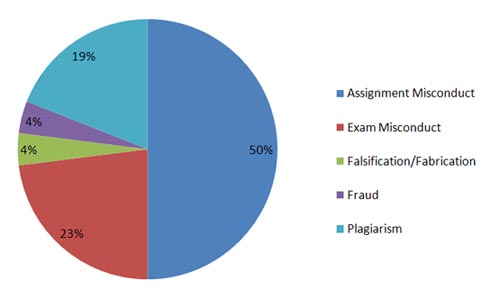 19%
4%
4%
23%
50%
Assignment Misconduct
Exam Misconduct
Falsification/Fabrication
Fraud
Plagiarism